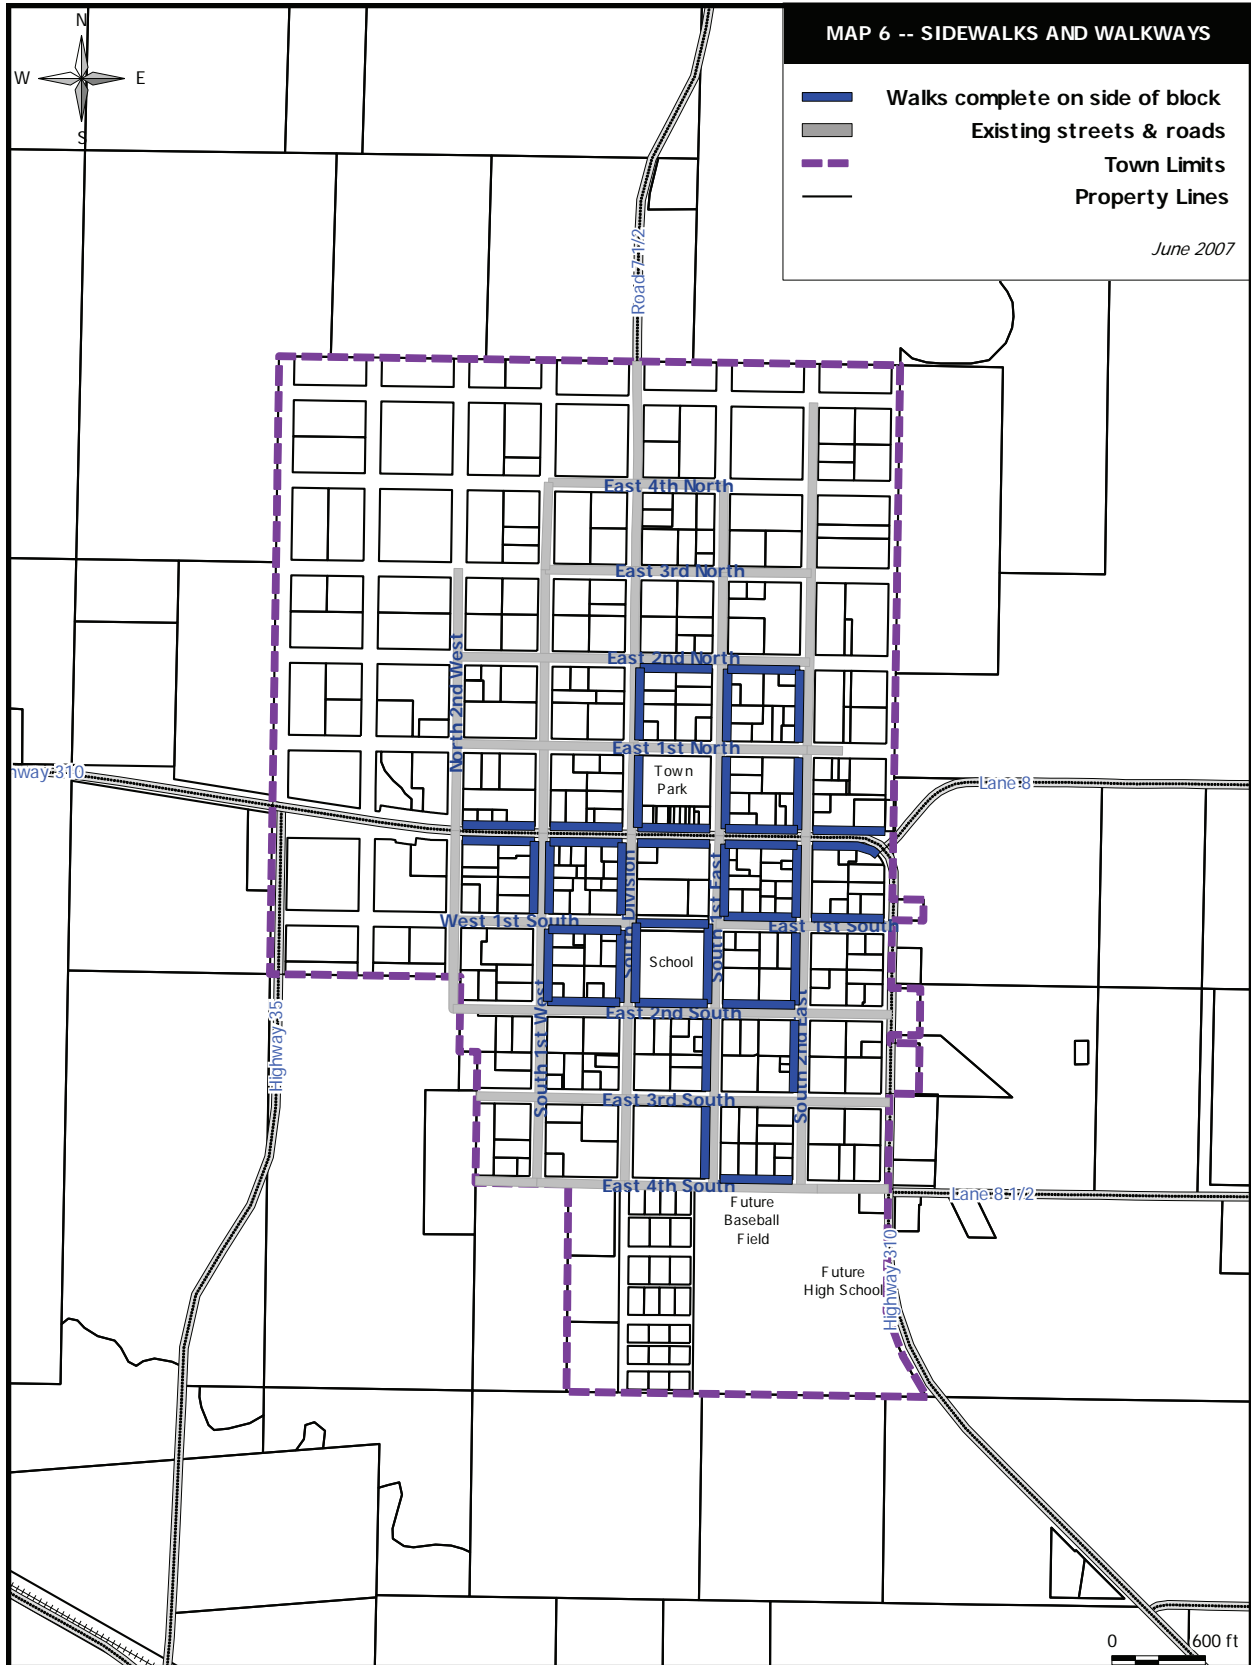 N
W E
S
MAP 6 -- SIDEWALKS AND WALKWAYS
Walks complete on side of block
Existing streets & roads
Town Limits
Property Lines
June 2007
Road 7 1/2
East 4th North
East 3rd North
East 2nd North
North 2nd West
East 1st North
hway 310
Town
Park
Lane 8
South Division
South 1st East
West 1st South
East 1st South
School
South 1st West
East 2nd South
South 2nd East
Highway 35
East 3rd South
East 4th South
Lane 8 1/2
Future
Baseball
Field
Highway 310
Future
High School
0 600 ft